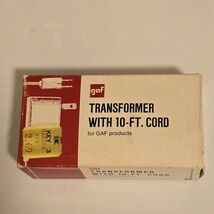 gaf
TRANSFORMER
WITH 10-FT. CORD
for GAF products
KEY 3
2.09
TRANSFORMER
WITH 10-FT. CORD